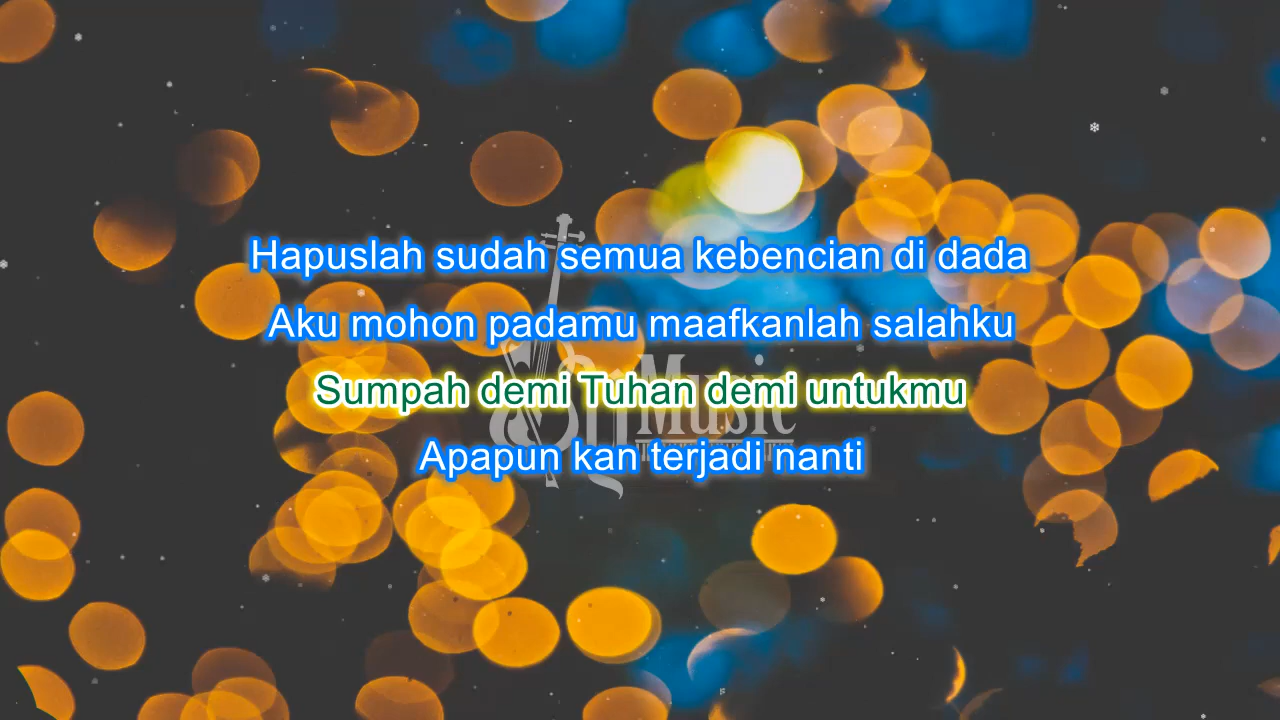 Hapuslah sudah semua kebencian di dada
Aku mohon padamu maafkanlah salahku
Sumpah demi Tuhan demi untukmu
Apapun kan terjadi nanti
Music